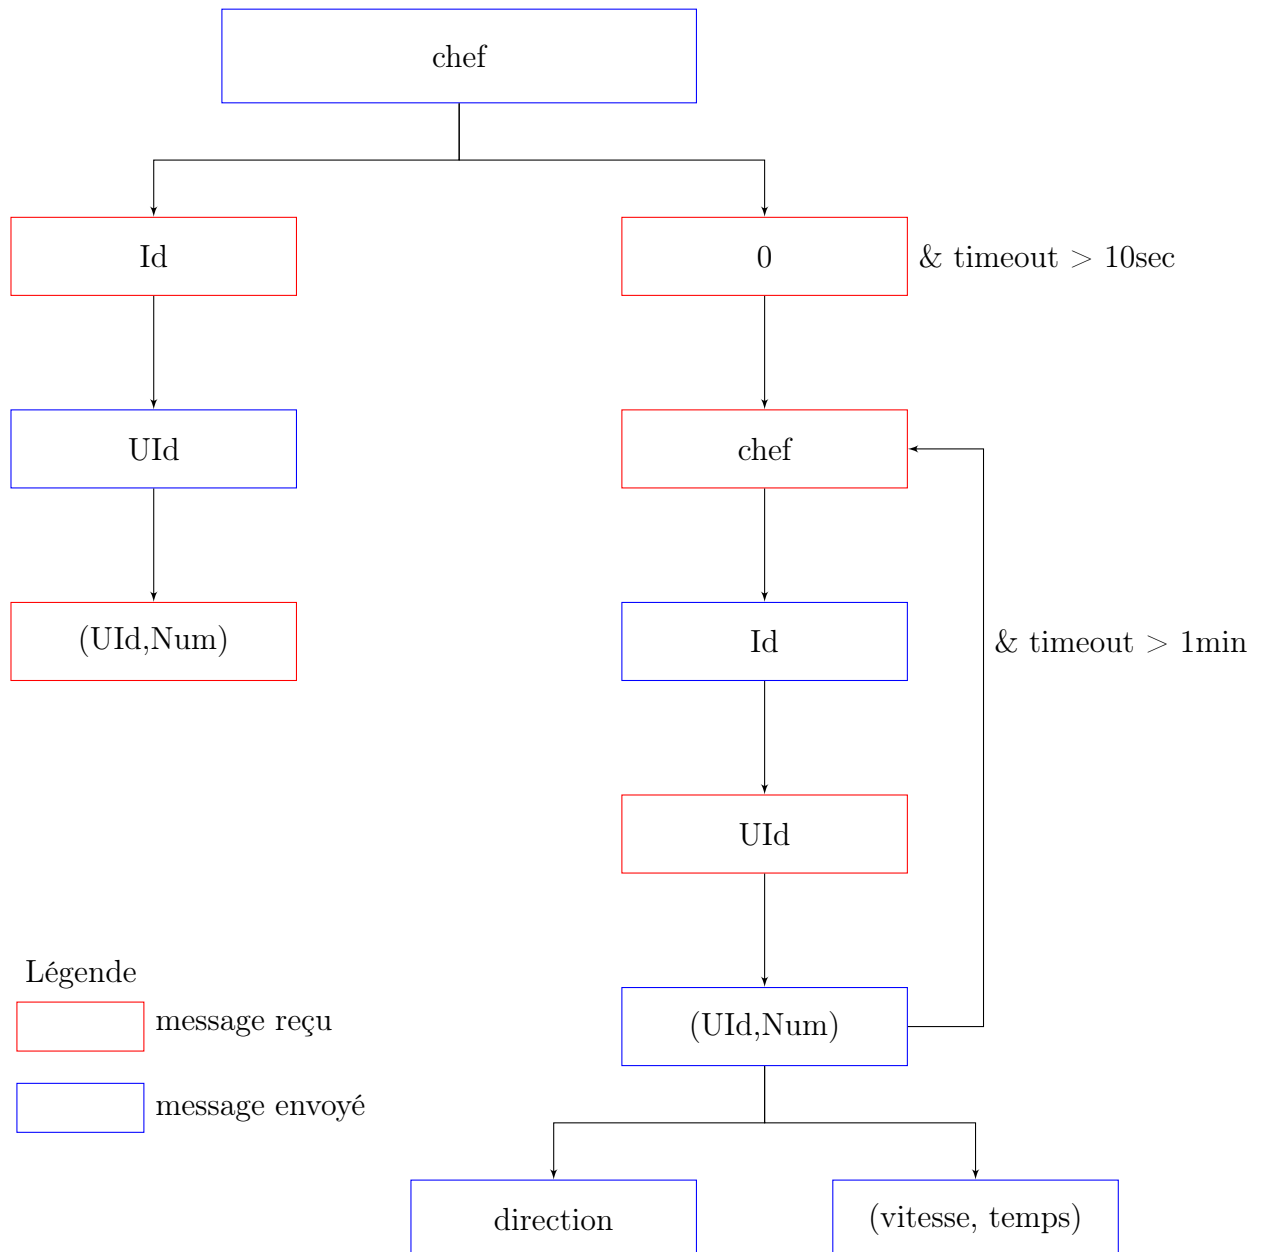 chef
Id
0
& timeout > 10sec
UId
chef
(UId,Num)
Id
& timeout > 1min
UId
Légende
message reçu
message envoyé
(UId,Num)
direction
(vitesse, temps)